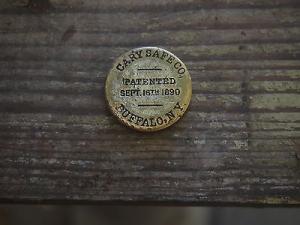 CARY SAFE CO.
PATENTED
SEPT. 16TH 1890
BUFFALO, N.Y.